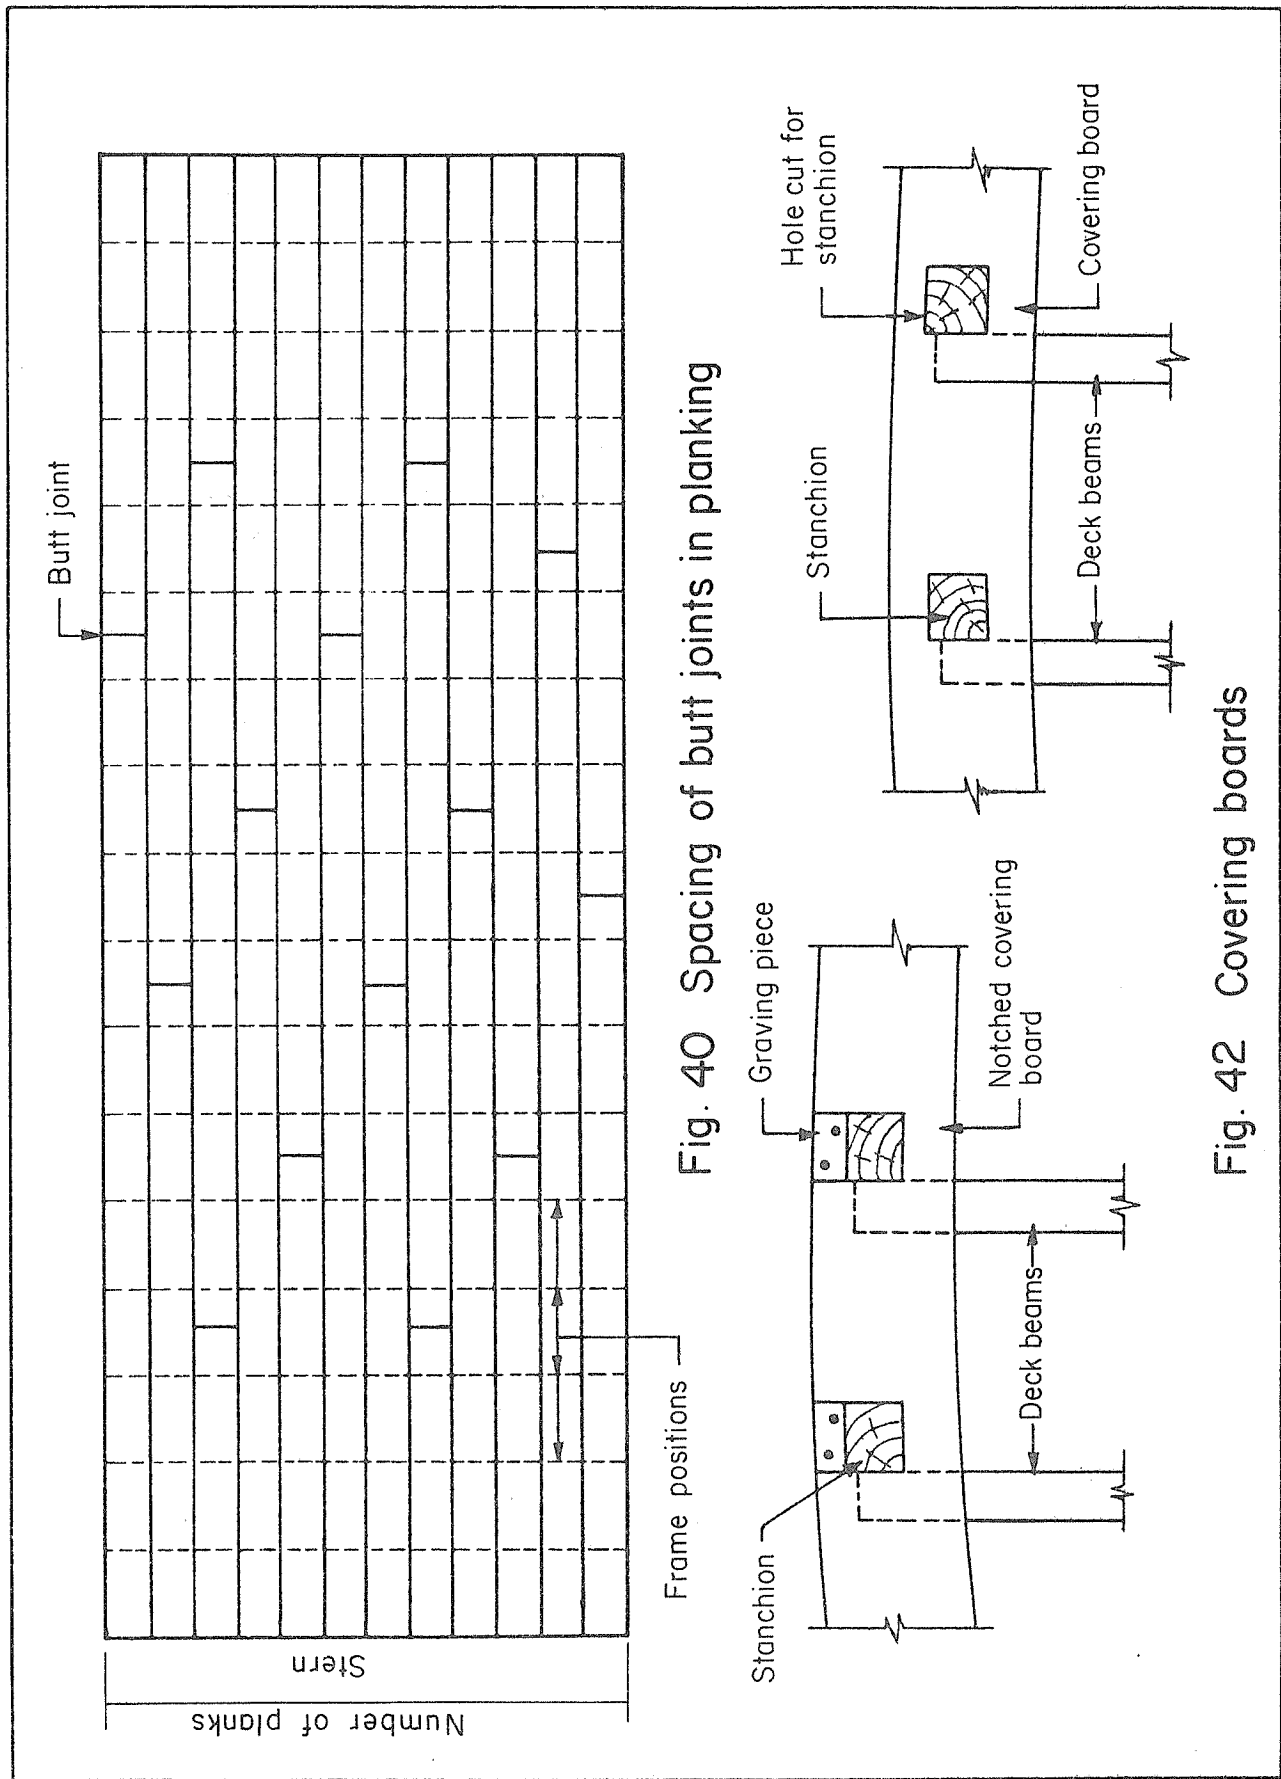 Butt joint
Number of planks
Stern
Frame positions
Fig. 40 Spacing of butt joints in planking
Graving piece
Stanchion
Notched covering
board
Deck beams
Hole cut for
stanchion
Stanchion
Covering board
Deck beams
Fig. 42 Covering boards